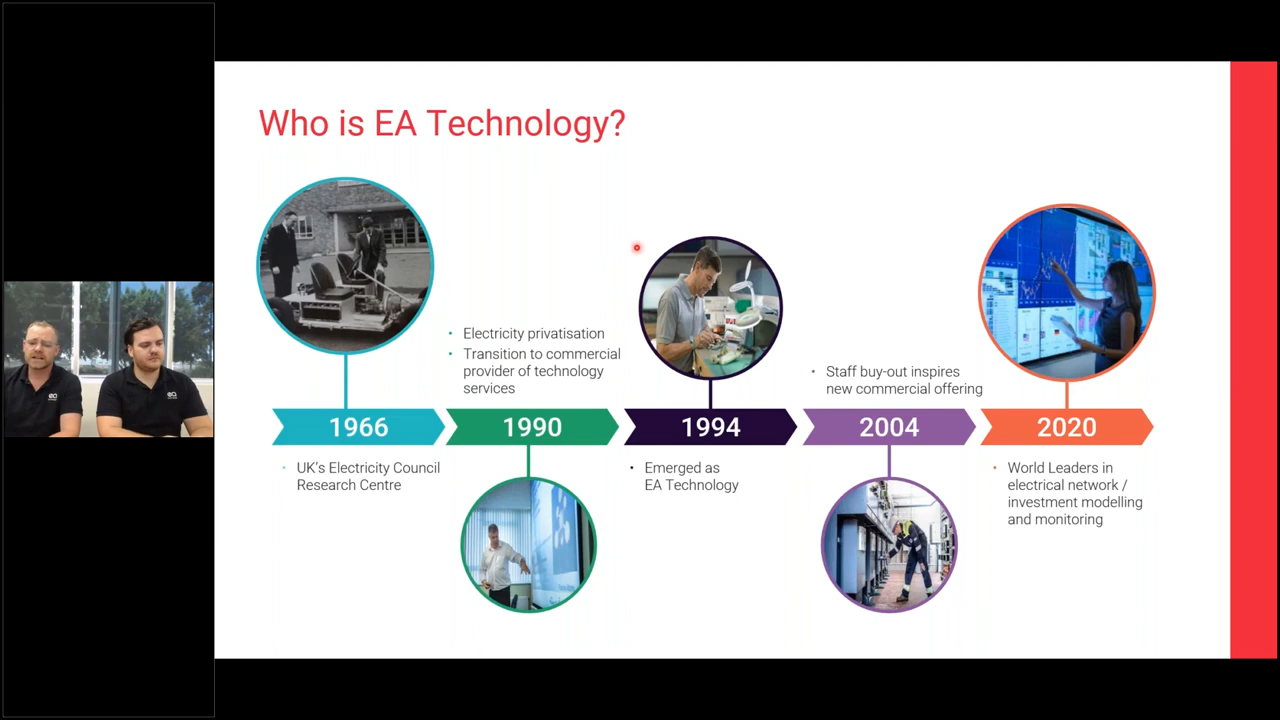 Who is EA Technology?
• Electricity privatisation
• Transition to commercial
provider of technology
services
• Staff buy-out inspires
new commercial offering
1966
1990
1994
2004
2020
• UK's Electricity Council
Research Centre
• Emerged as
EA Technology
• World Leaders in
electrical network /
investment modelling
and monitoring
ea
ea